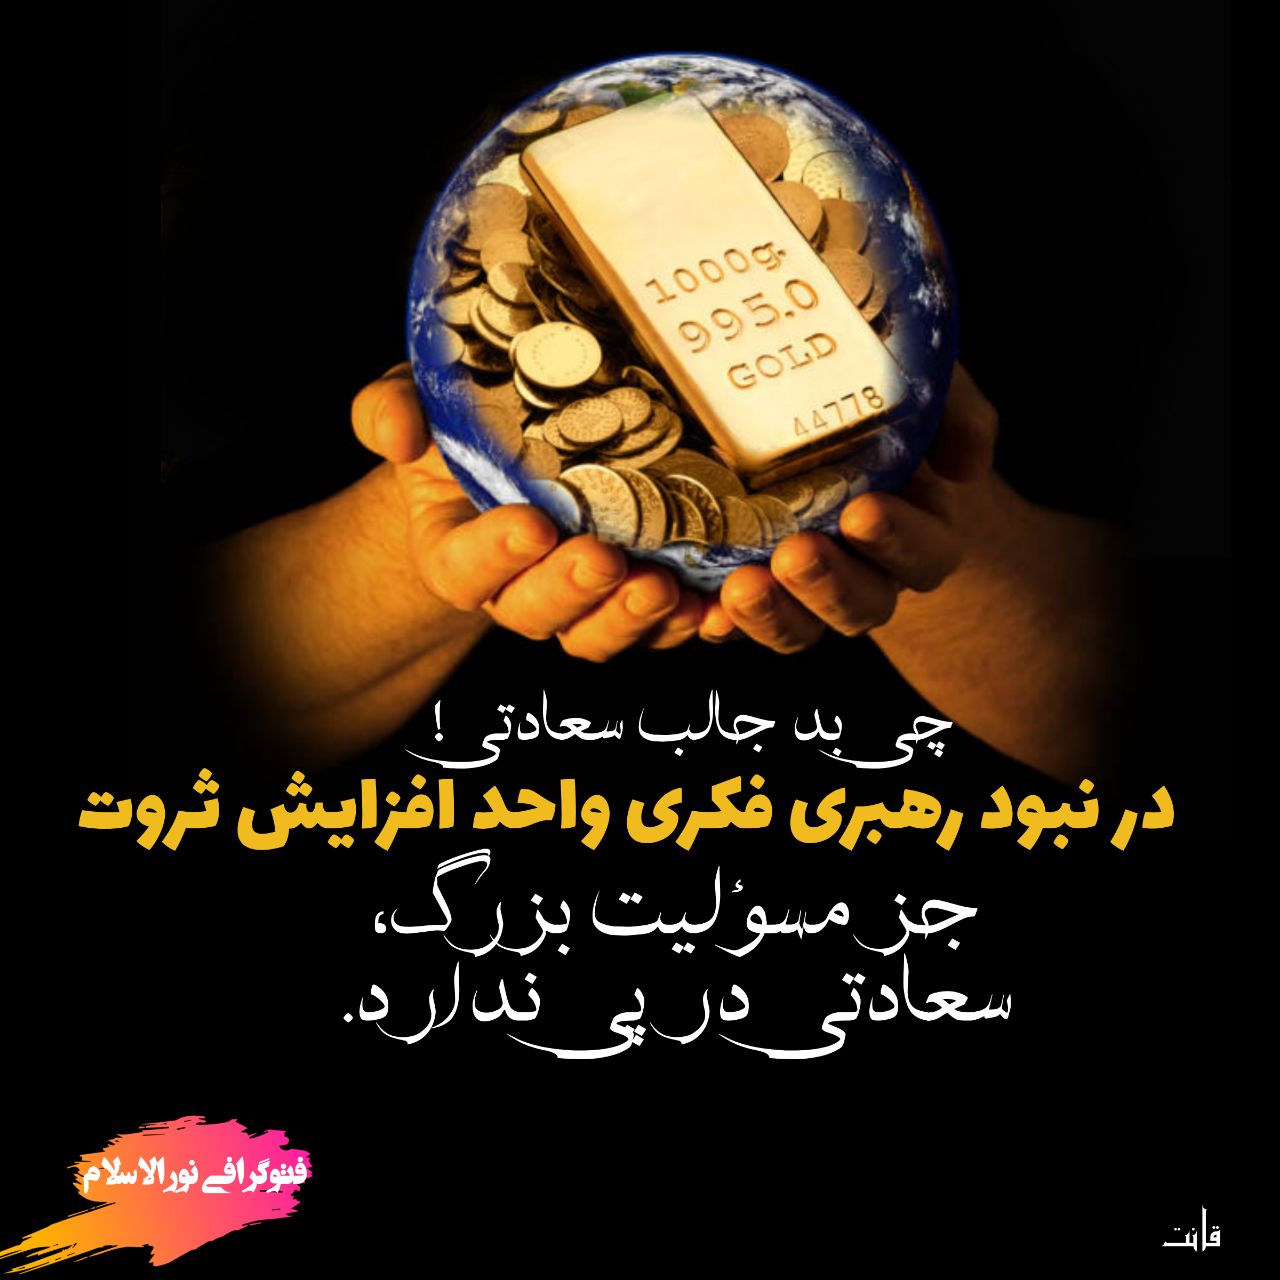 1000g.
995.0
GOLD
44778
چی بد جالب سعادتی !
در نبود رهبری فکری واحد افزایش ثروت
جز مسؤلیت بزرگ،
سعادتی در پی ندارد.
فتوگرافی نورالاسلام
قانت